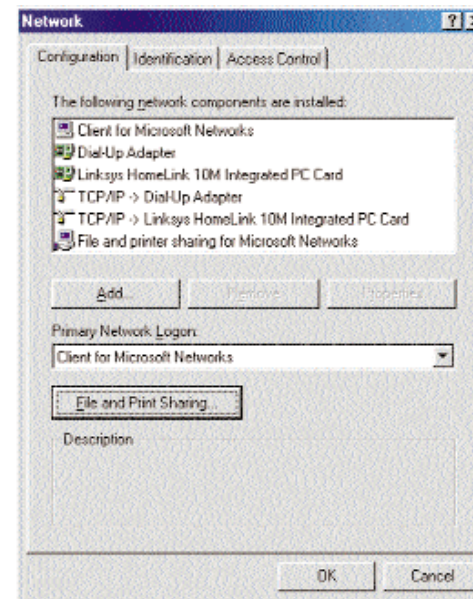 Network
Configuration Identification Access Control
The following network components are installed:
Client for Microsoft Networks
Dial-Up Adapter
Linksys HomeLink 10M Integrated PC Card
TCP/IP -> Dial-Up Adapter
TCP/IP -> Linksys HomeLink 10M Integrated PC Card
File and printer sharing for Microsoft Networks
Add... Remove Properties
Primary Network Logon:
Client for Microsoft Networks
File and Print Sharing...
Description
OK Cancel